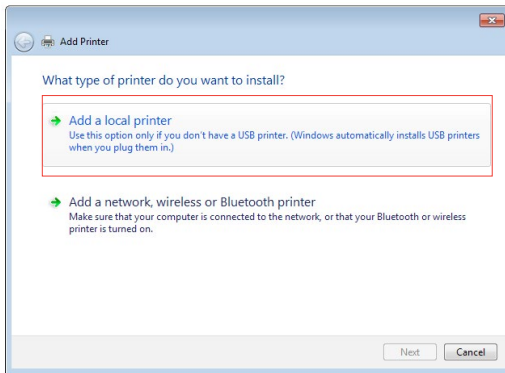 Add Printer
What type of printer do you want to install?
Add a local printer
Use this option only if you don't have a USB printer. (Windows automatically installs USB printers
when you plug them in.)
Add a network, wireless or Bluetooth printer
Make sure that your computer is connected to the network, or that your Bluetooth or wireless
printer is turned on.
Next
Cancel